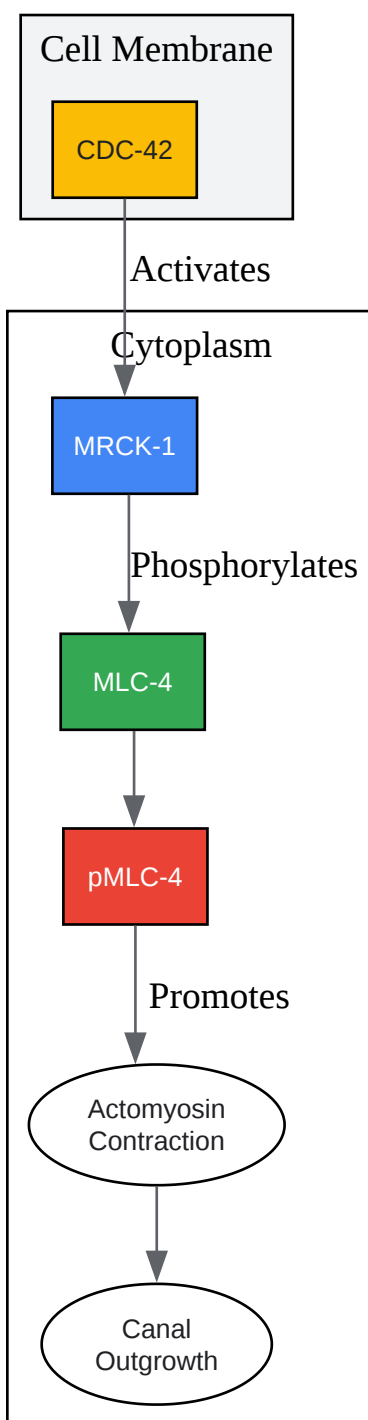 Cell Membrane
CDC-42
Activates
Cytoplasm
MRCK-1
Phosphorylates
MLC-4
pMLC-4
Promotes
Actomyosin
Contraction
Canal
Outgrowth